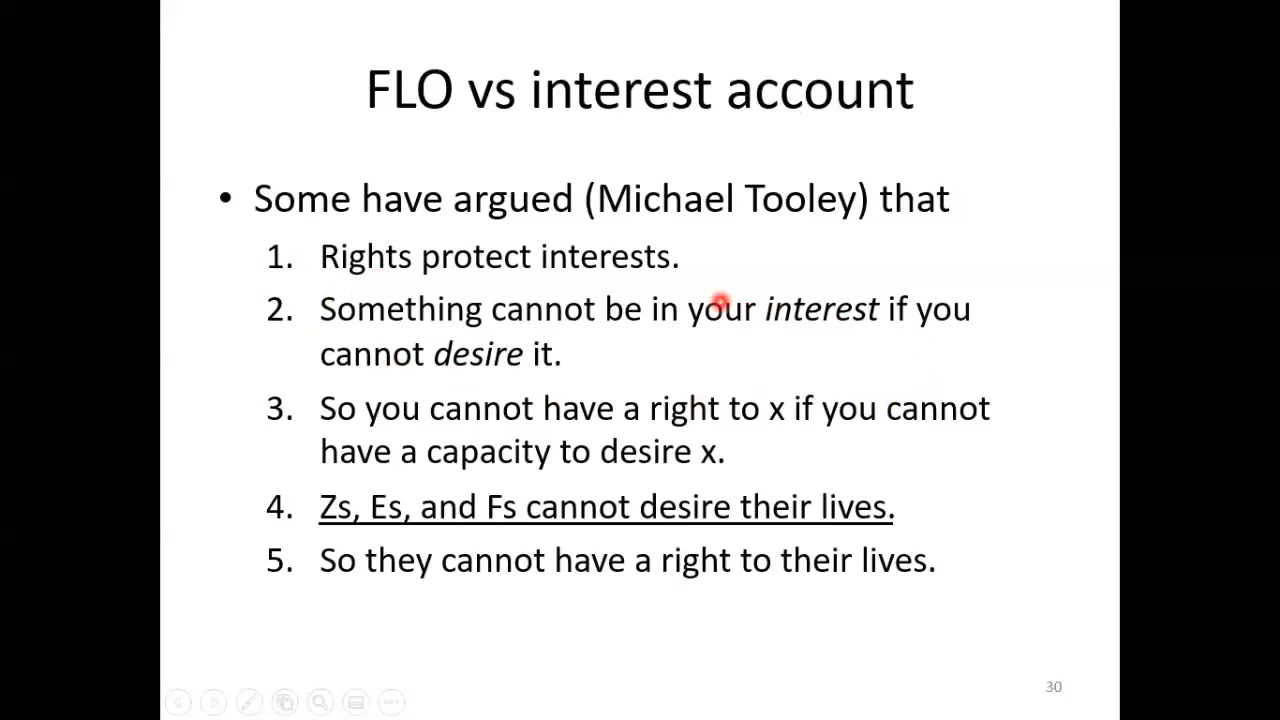 FLO vs interest account
• Some have argued (Michael Tooley) that
1. Rights protect interests.
2. Something cannot be in your interest if you
cannot desire it.
3. So you cannot have a right to x if you cannot
have a capacity to desire x.
4. Zs, Es, and Fs cannot desire their lives.
5. So they cannot have a right to their lives.
30